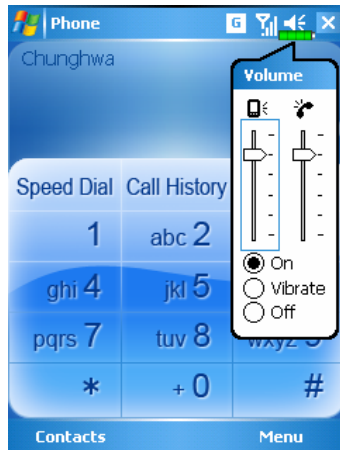 Phone G
Chunghwa
Volume
Speed Dial Call History
On
Vibrate
Off
1 abc 2
ghi 4 jkl 5
pqrs 7 tuv 8 wxyz 9
* + 0 #
Contacts Menu